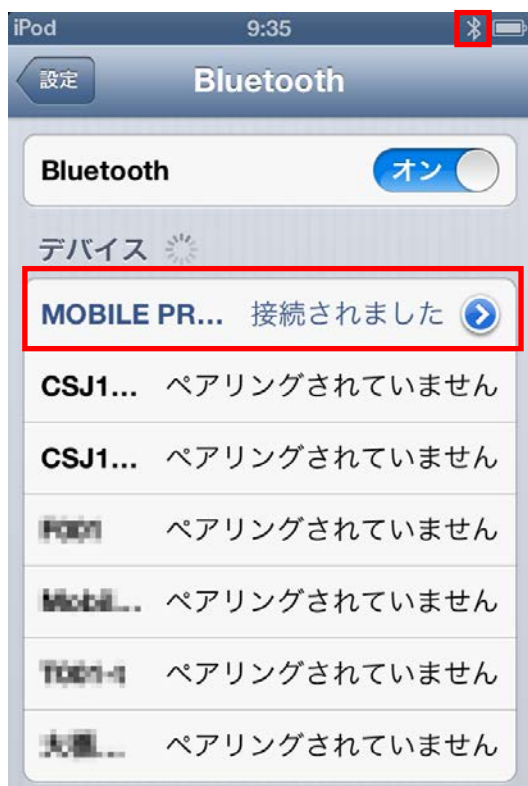 iPod 9:35
設定 Bluetooth
Bluetooth オン
デバイス
MOBILE PR... 接続されました
CSJ1... ペアリングされていません
CSJ1... ペアリングされていません
ペアリングされていません
ペアリングされていません
ペアリングされていません
ペアリングされていません